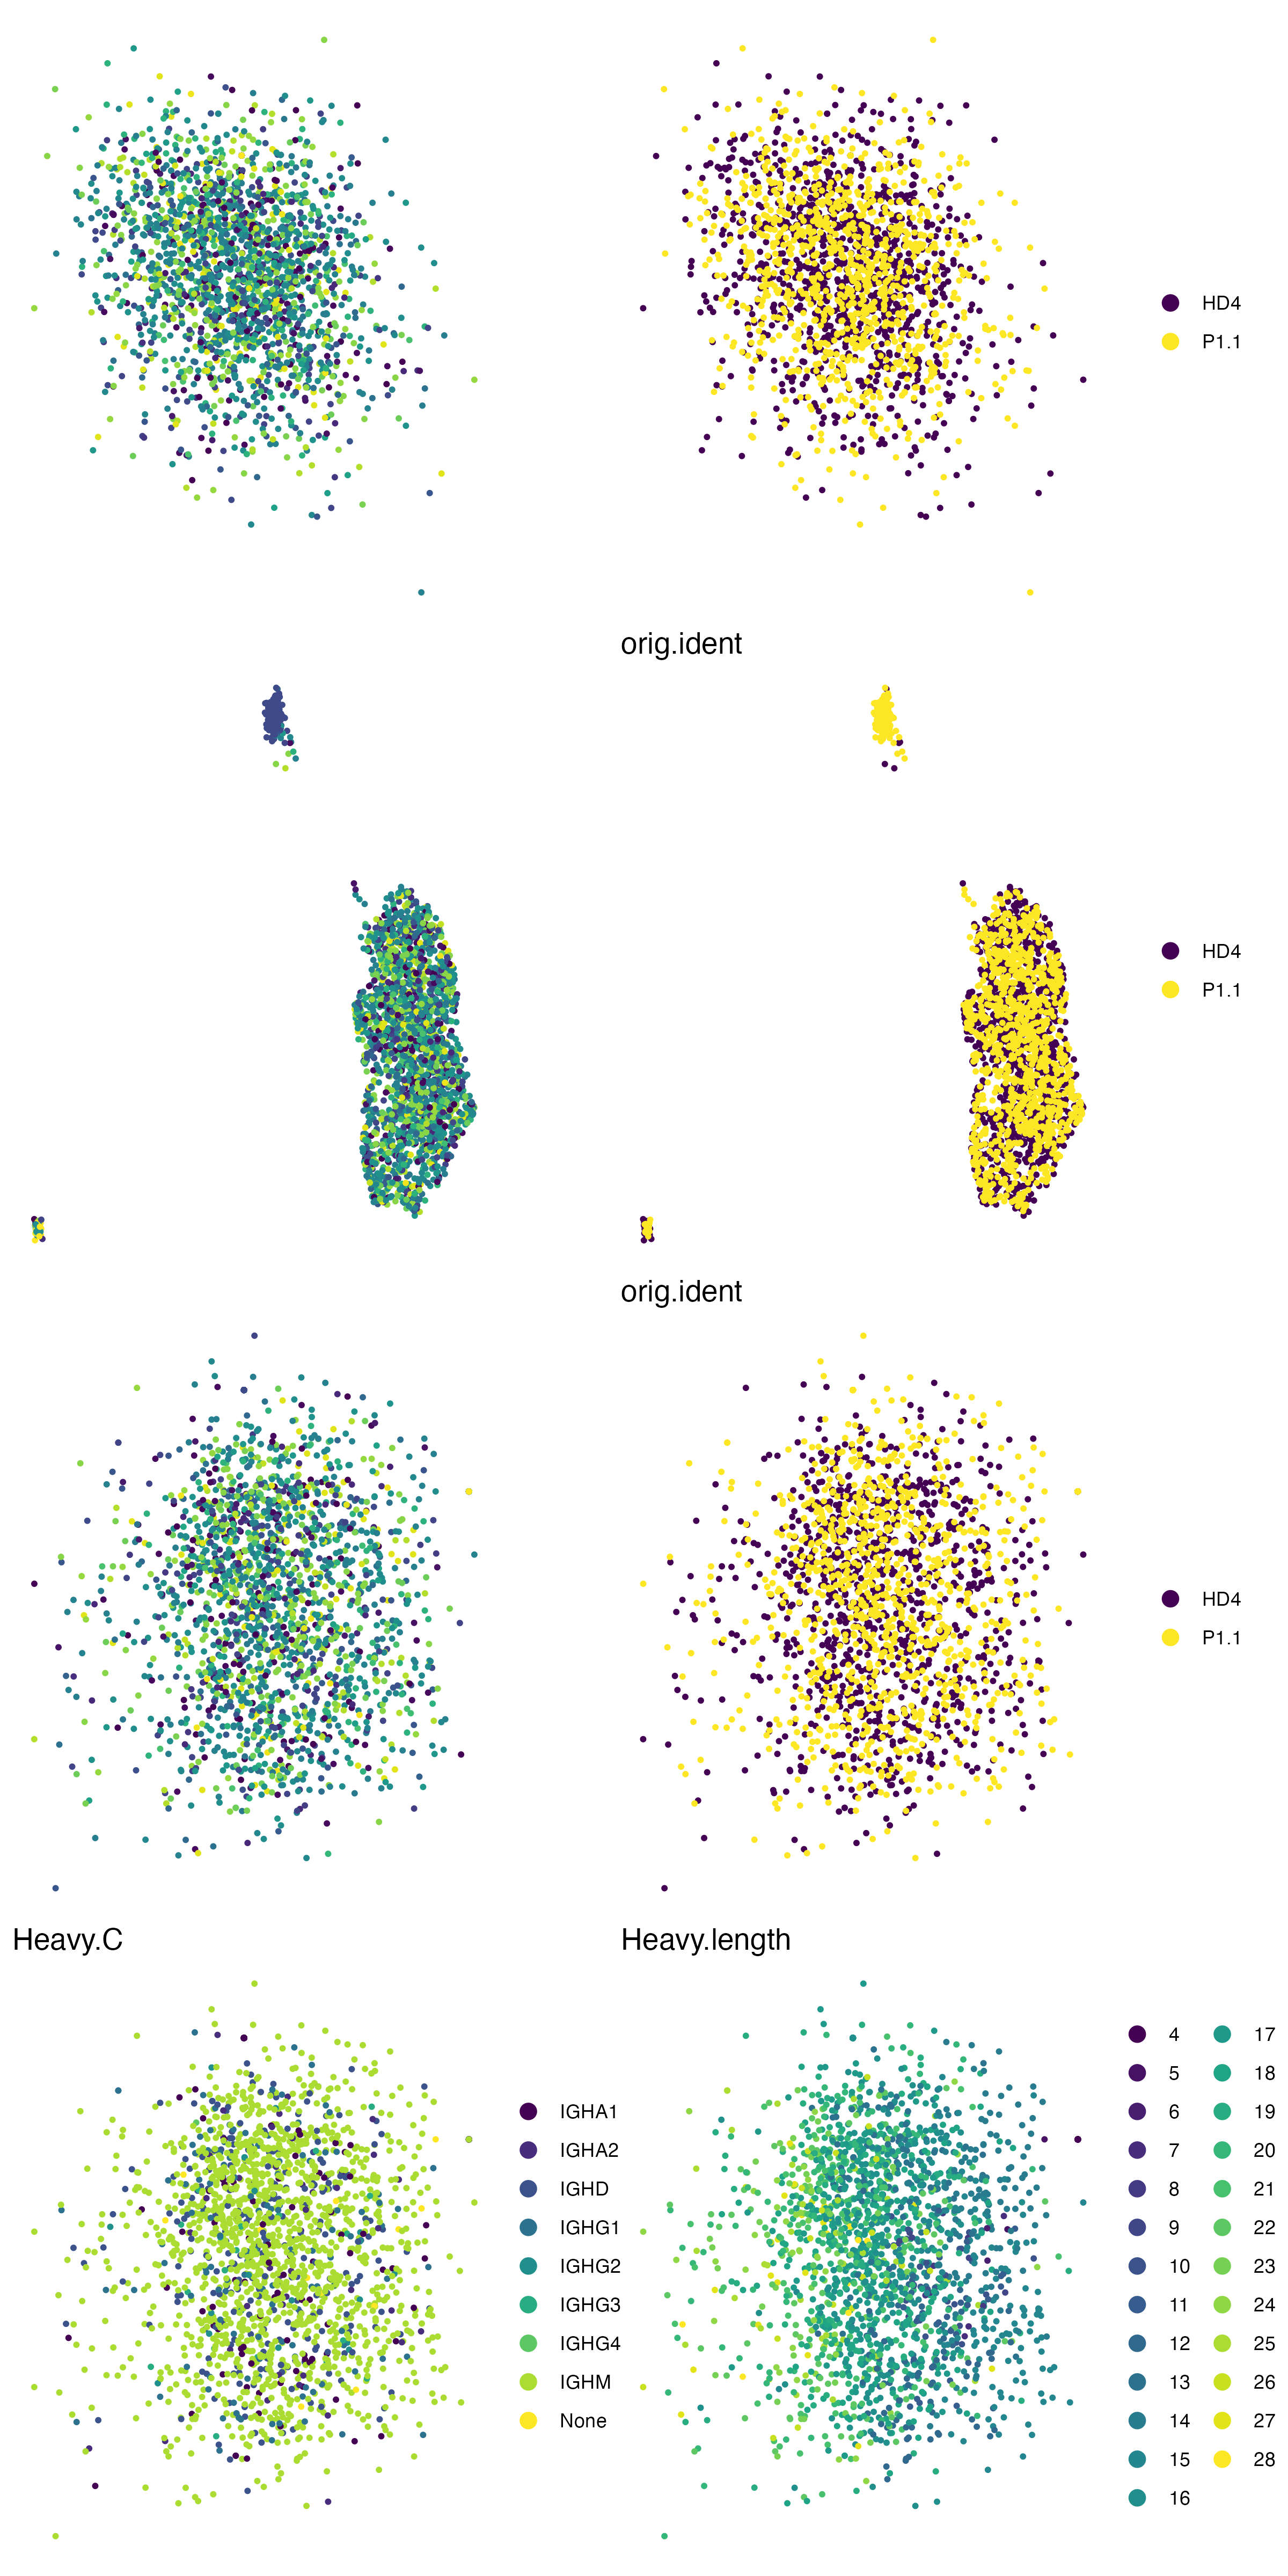 HD4
P1.1
orig.ident
HD4
P1.1
orig.ident
HD4
P1.1
Heavy.C
Heavy.length
IGHA1
IGHA2
IGHD
IGHG1
IGHG2
IGHG3
IGHG4
IGHM
None
4 17
5 18
6 19
7 20
8 21
9 22
10 23
11 24
12 25
13 26
14 27
15 28
16